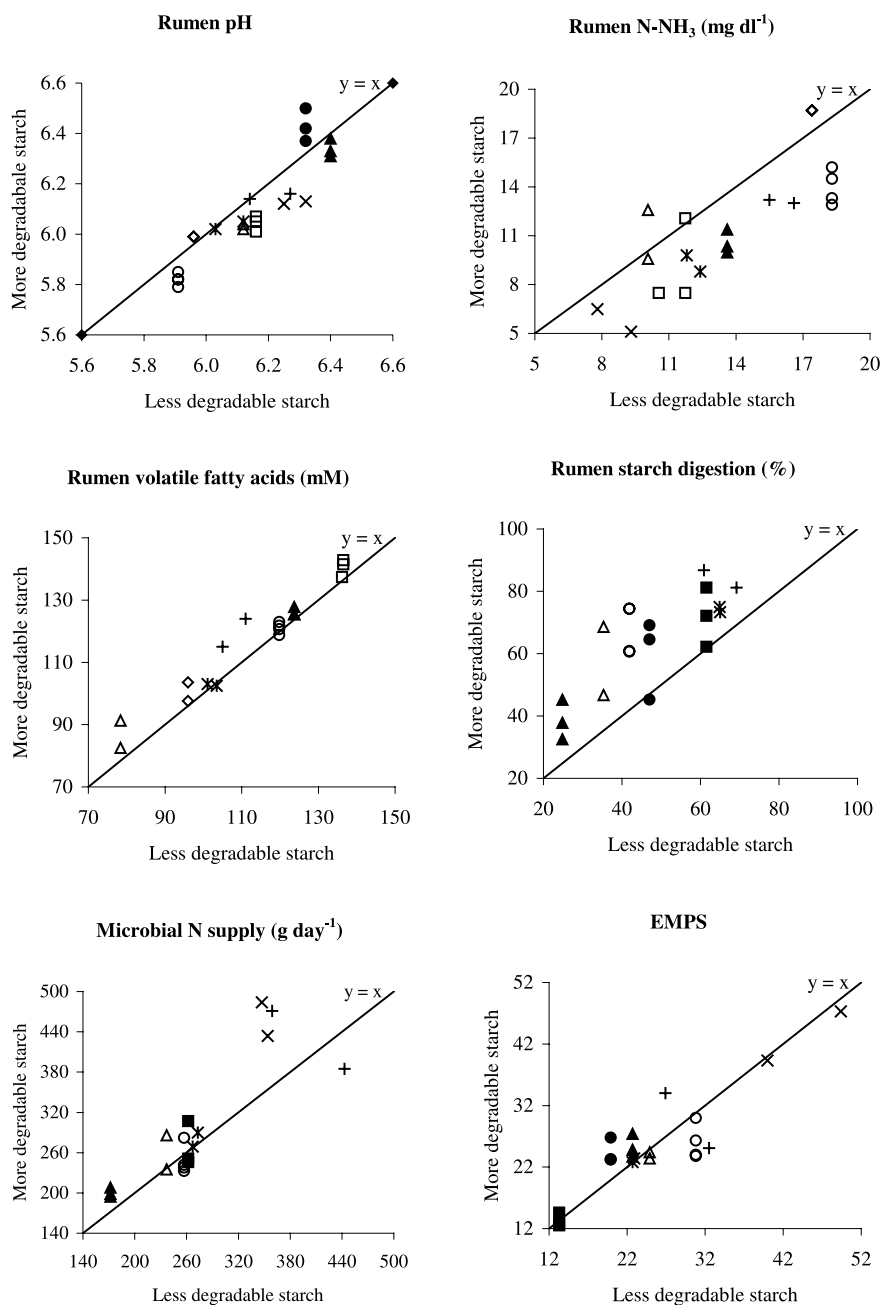 Rumen pH
6.6
6.4
6.2
6.0
5.8
5.6
5.6
6.0
6.2
6.4
6.6
y = x
More degradabale starch
Less degradable starch
Rumen N-NH₃ (mg dl⁻¹)
20
17
14
11
8
5
5
8
11
14
17
20
y = x
More degradable starch
Less degradable starch
Rumen volatile fatty acids (mM)
150
130
110
90
70
70
90
110
130
150
y = x
More degradable starch
Less degradable starch
Rumen starch digestion (%)
100
80
60
40
20
20
40
60
80
100
y = x
More degradable starch
Less degradable starch
Microbial N supply (g day⁻¹)
500
440
380
320
260
200
140
140
200
260
320
380
440
500
y = x
More degradable starch
Less degradable starch
EMPS
52
42
32
22
12
12
22
32
42
52
y = x
More degradable starch
Less degradable starch